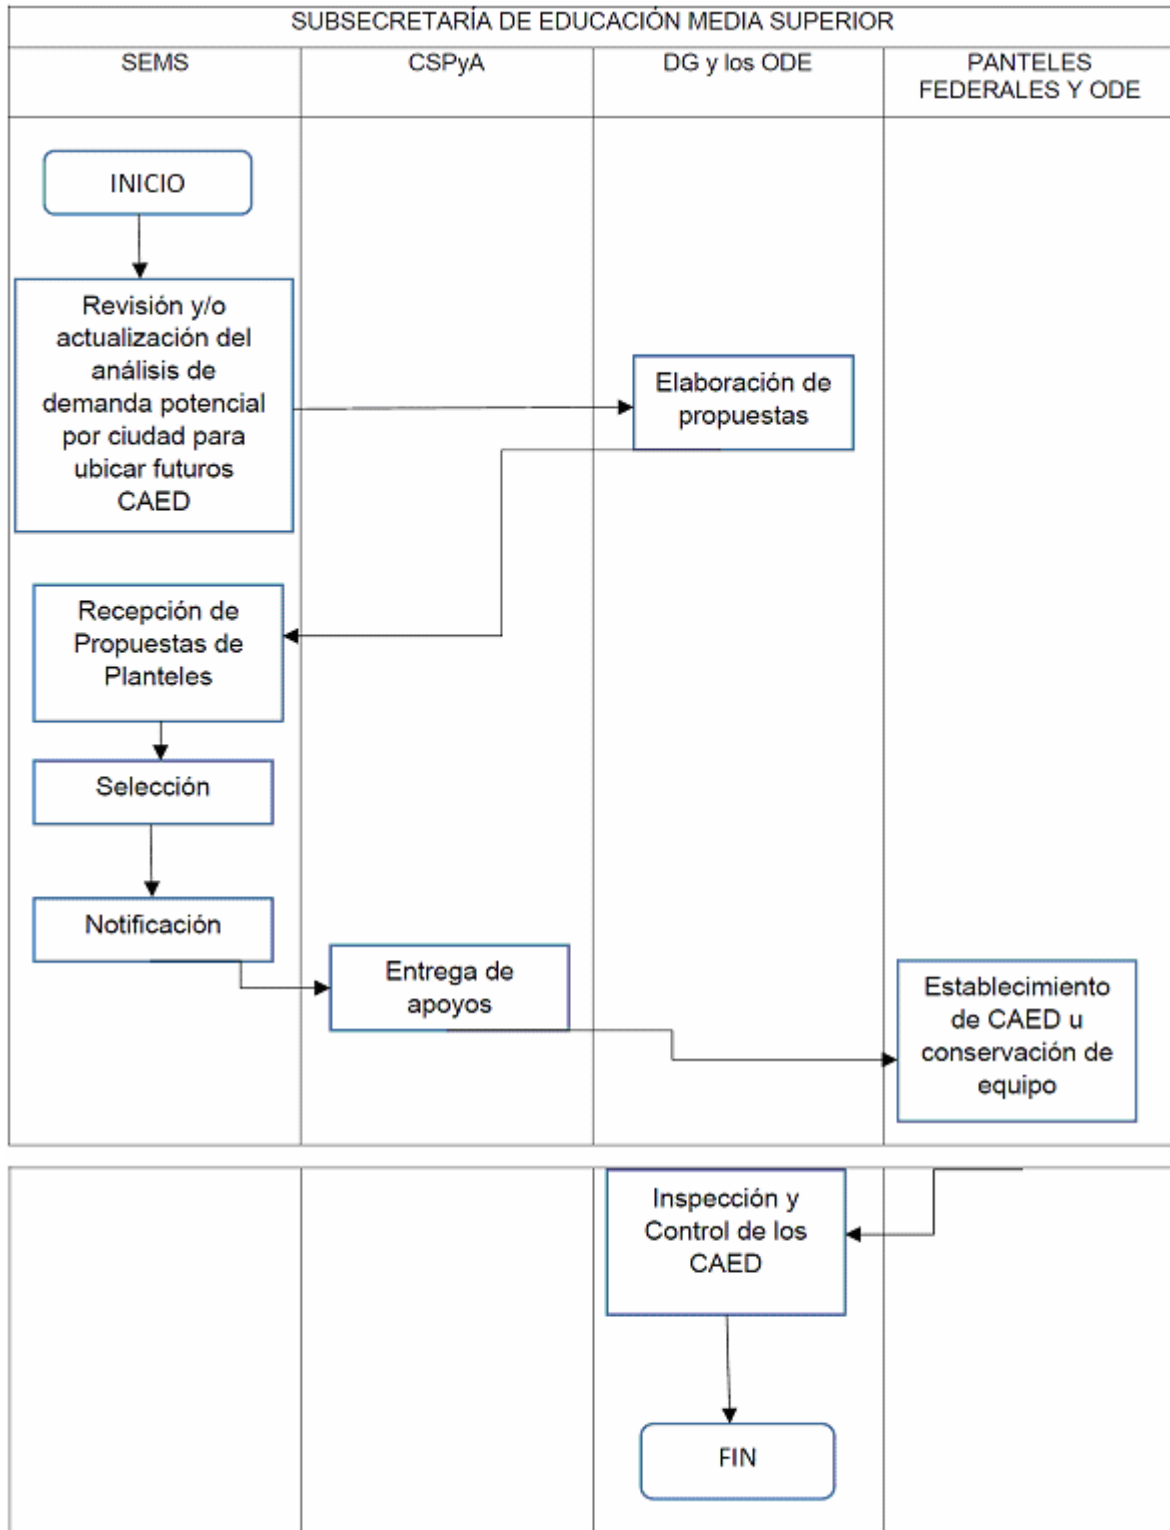 SUBSECRETARÍA DE EDUCACIÓN MEDIA SUPERIOR
SEMS
CSPyA
DG y los ODE
PANTELES
FEDERALES Y ODE
INICIO
Revisión y/o
actualización del
análisis de
demanda potencial
por ciudad para
ubicar futuros
CAED
Elaboración de
propuestas
Recepción de
Propuestas de
Planteles
Selección
Notificación
Entrega de
apoyos
Establecimiento
de CAED u
conservación de
equipo
Inspección y
Control de los
CAED
FIN